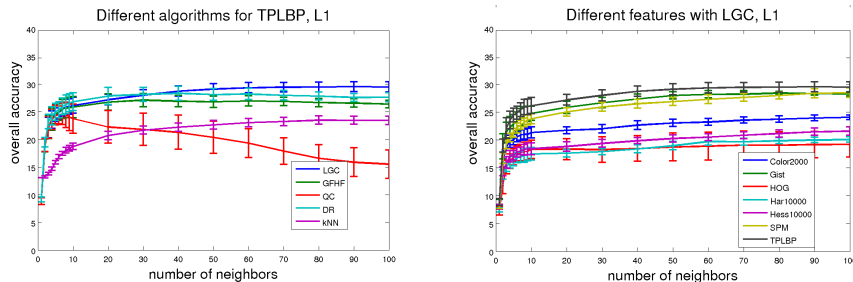 Different algorithms for TPLBP, L1
overall accuracy
40
35
30
25
20
15
10
5
0
0
10
20
30
40
50
60
70
80
90
100
number of neighbors
LGC
GFHF
QC
DR
kNN
Different features with LGC, L1
overall accuracy
40
35
30
25
20
15
10
5
0
0
10
20
30
40
50
60
70
80
90
100
number of neighbors
Color2000
Gist
HOG
Har10000
Hess10000
SPM
TPLBP